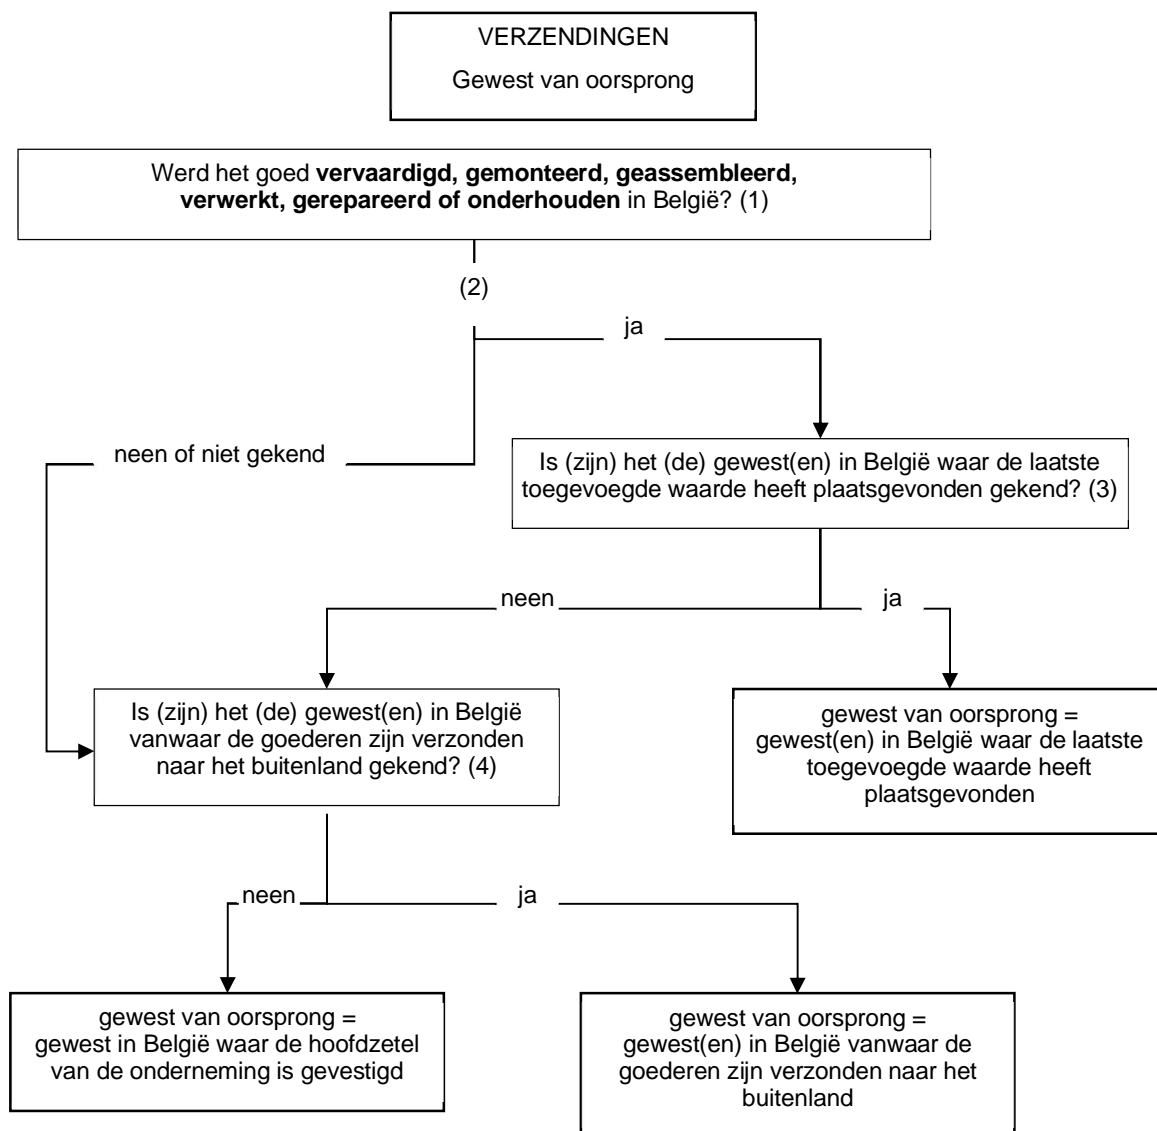 VERZENDINGEN
Gewest van oorsprong
Werd het goed vervaardigd, gemonteerd, geassembleerd,
verwerkt, gerepareerd of onderhouden in België? (1)
(2)
ja
neen of niet gekend
Is (zijn) het (de) gewest(en) in België waar de laatste
toegevoegde waarde heeft plaatsgevonden gekend? (3)
neen
ja
Is (zijn) het (de) gewest(en) in België
vanwaar de goederen zijn verzonden
naar het buitenland gekend? (4)
gewest van oorsprong =
gewest(en) in België waar de laatste
toegevoegde waarde heeft
plaatsgevonden
neen
ja
gewest van oorsprong =
gewest in België waar de hoofdzetel
van de onderneming is gevestigd
gewest van oorsprong =
gewest(en) in België vanwaar de
goederen zijn verzonden naar het
buitenland